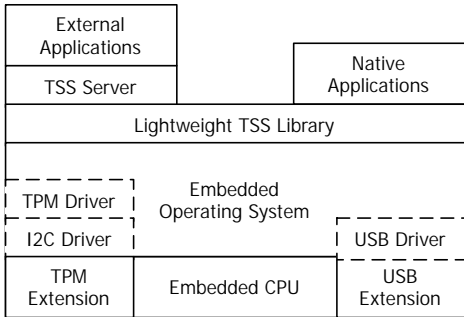 External
Applications
TSS Server
Native
Applications
Lightweight TSS Library
Embedded
Operating System
TPM Driver
I2C Driver
USB Driver
TPM
Extension
Embedded CPU
USB
Extension